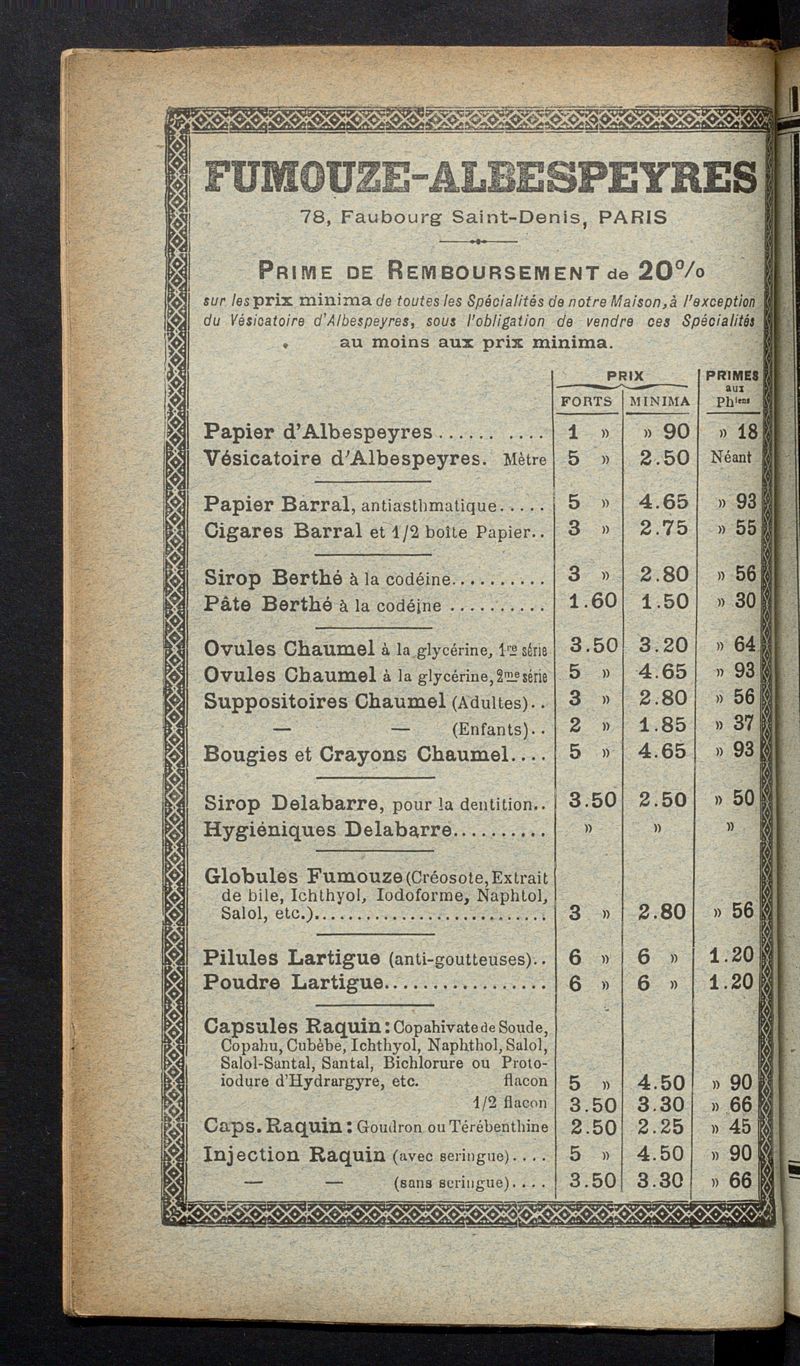 FUMOUZE-ALBESPEYRES
78, Faubourg Saint-Denis, PARIS
PRIME DE REMBOURSEMENT de 20%
sur les prix minima de toutes les Spécialités de notre Maison, à l'exception
du Vésicatoire d'Albespeyres, sous l'obligation de vendre ces Spécialités
au moins aux prix minima.
PRIX PRIMES
aux
FORTS MINIMA Phiens
Papier d'Albespeyres.......... 1 » » 90 » 18
Vésicatoire d'Albespeyres. Mètre 5 » 2.50 Néant
Papier Barral, antiasthmatique..... 5 » 4.65 » 93
Cigares Barral et 1/2 boîte Papier.. 3 » 2.75 » 55
Sirop Berthé à la codéine.......... 3 » 2.80 » 56
Pâte Berthé à la codéine .......... 1.60 1.50 » 30
Ovules Chaumel à la glycérine, 1re série 3.50 3.20 » 64
Ovules Chaumel à la glycérine, 2me série 5 » 4.65 » 93
Suppositoires Chaumel (Adultes).. 3 » 2.80 » 56
— — (Enfants).. 2 » 1.85 » 37
Bougies et Crayons Chaumel.... 5 » 4.65 » 93
Sirop Delabarre, pour la dentition.. 3.50 2.50 » 50
Hygiéniques Delabarre.......... » » »
Globules Fumouze (Créosote, Extrait
de bile, Ichthyol, Iodoforme, Naphtol,
Salol, etc.)........................... 3 » 2.80 » 56
Pilules Lartigue (anti-goutteuses).. 6 » 6 » 1.20
Poudre Lartigue................. 6 » 6 » 1.20
Capsules Raquin: Copahivate de Soude,
Copahu, Cubèbe, Ichthyol, Naphthol, Salol,
Salol-Santal, Santal, Bichlorure ou Proto-
iodure d'Hydrargyre, etc. flacon 5 » 4.50 » 90
1/2 flacon 3.50 3.30 » 66
Caps. Raquin: Goudron ou Térébenthine 2.50 2.25 » 45
Injection Raquin (avec seringue).... 5 » 4.50 » 90
— — (sans seringue).... 3.50 3.30 » 66